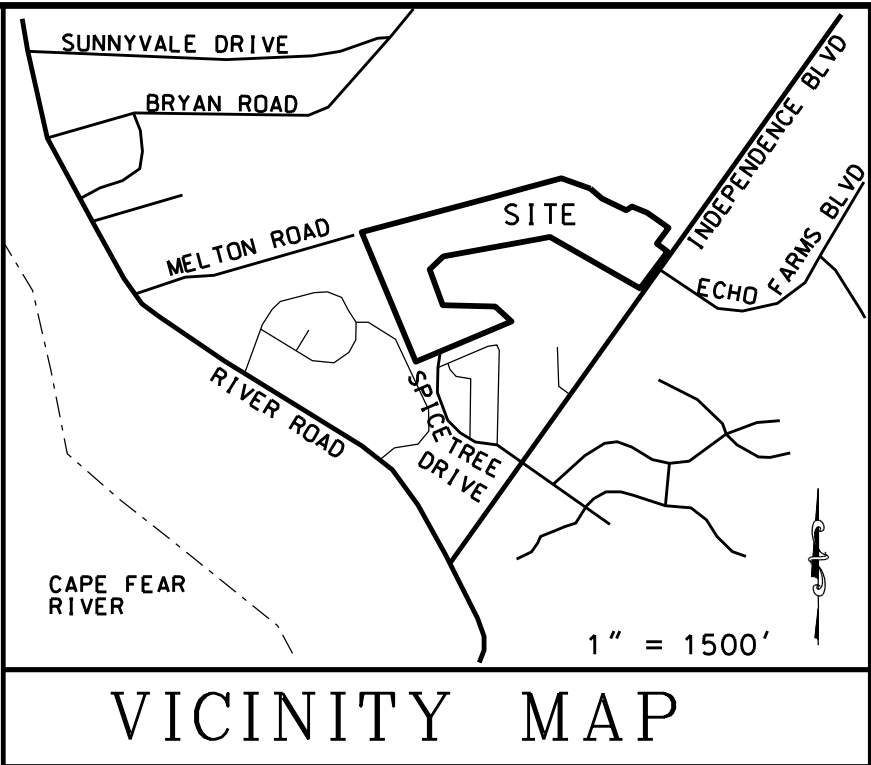 SUNNYVALE DRIVE
BRYAN ROAD
INDEPENDENCE BLVD
ECHO FARMS BLVD
SITE
MELTON ROAD
RIVER ROAD
SPICETREE
DRIVE
CAPE FEAR
RIVER
1" = 1500'
VICINITY MAP